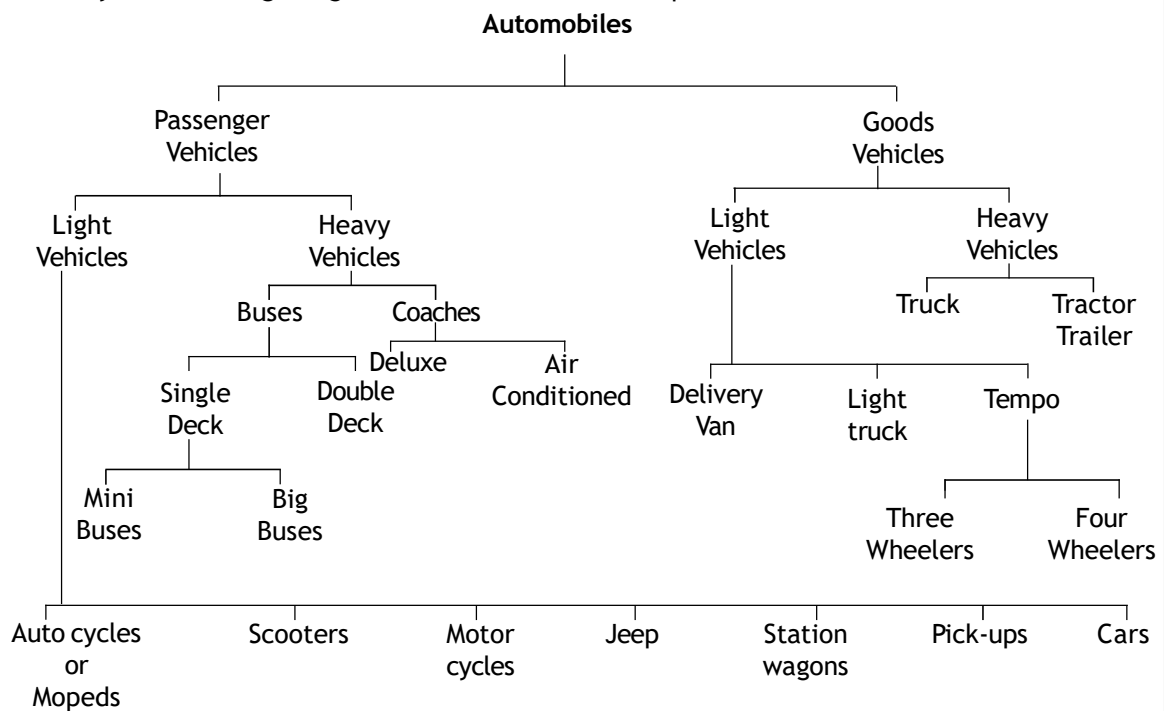 Automobiles
Passenger
Vehicles
Goods
Vehicles
Light
Vehicles
Heavy
Vehicles
Light
Vehicles
Heavy
Vehicles
Buses
Coaches
Truck
Tractor
Trailer
Deluxe
Air
Conditioned
Single
Deck
Double
Deck
Delivery
Van
Light
truck
Tempo
Mini
Buses
Big
Buses
Three
Wheelers
Four
Wheelers
Auto cycles
or
Mopeds
Scooters
Motor
cycles
Jeep
Station
wagons
Pick-ups
Cars